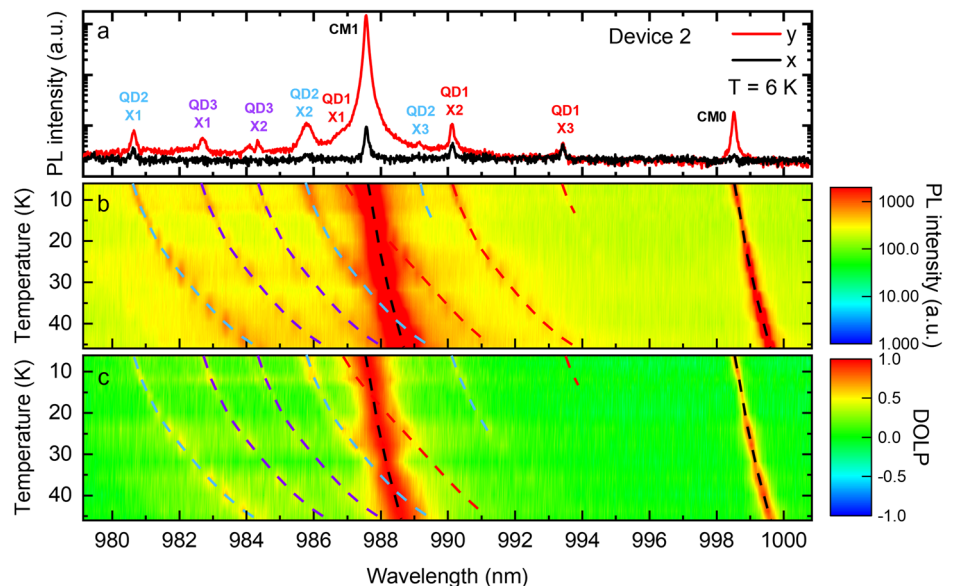 a
Device 2
y
x
T = 6 K
CM1
QD2
X1
QD3
X1
QD3
X2
QD2
X2
QD1
X1
QD2
X3
QD1
X2
QD1
X3
CM0
PL intensity (a.u.)
b
Temperature (K)
10
20
30
40
1000
100.0
10.00
1.000
PL intensity (a.u.)
c
Temperature (K)
10
20
30
40
1.0
0.5
0.0
-0.5
-1.0
DOLP
980 982 984 986 988 990 992 994 996 998 1000
Wavelength (nm)